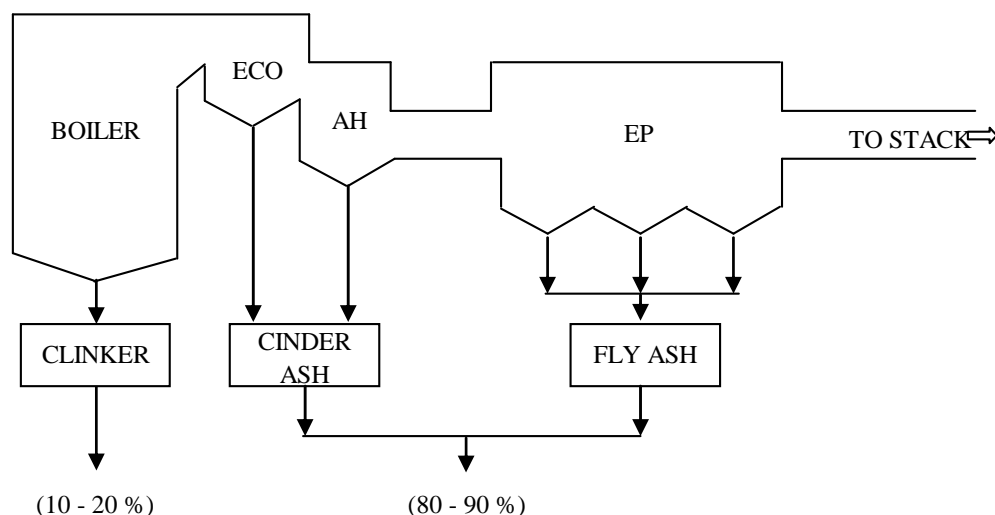 ECO
BOILER
AH
EP
TO STACK
CLINKER
CINDER
ASH
FLY ASH
(10 - 20 %)
(80 - 90 %)